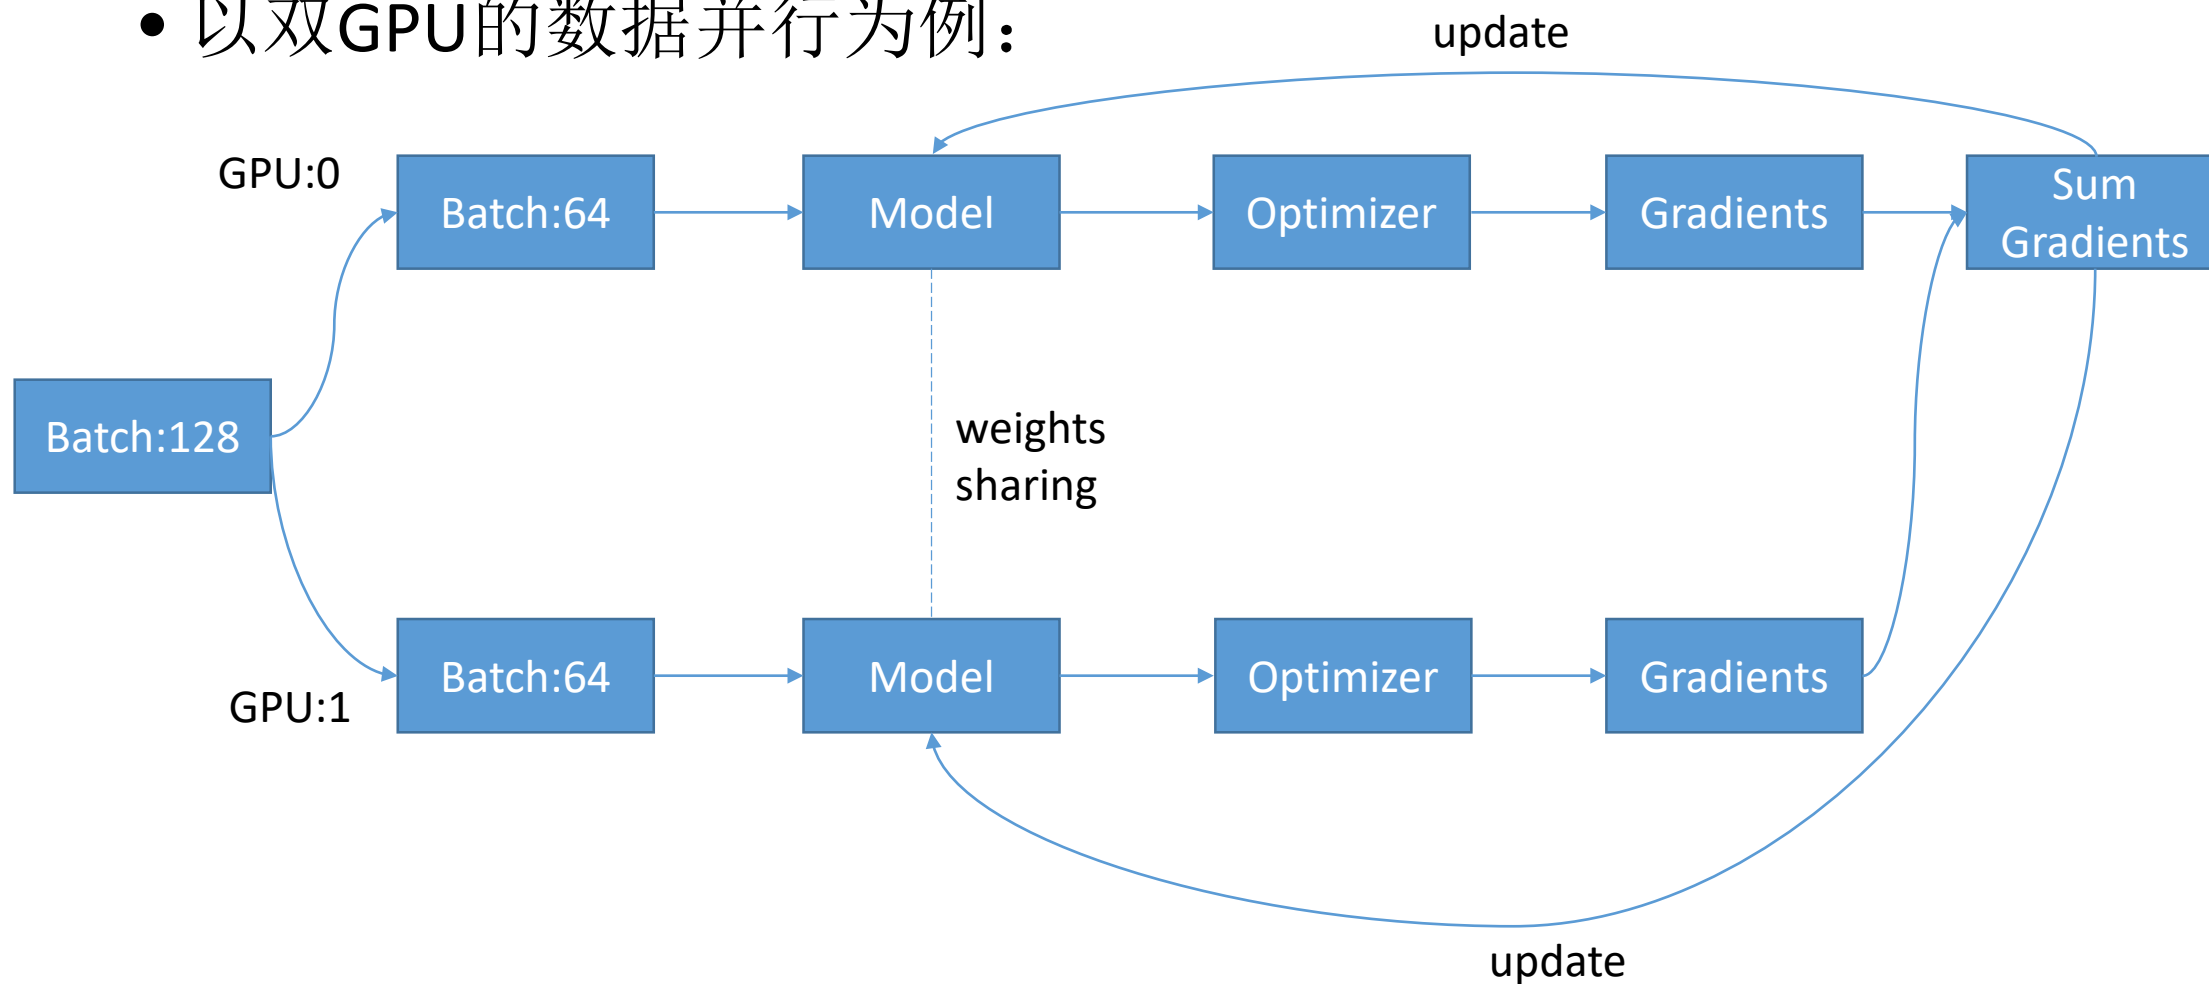 • 以双GPU的数据并行为例：
update
GPU:0
Batch:64
Model
Optimizer
Gradients
Sum
Gradients
Batch:128
weights
sharing
GPU:1
Batch:64
Model
Optimizer
Gradients
update